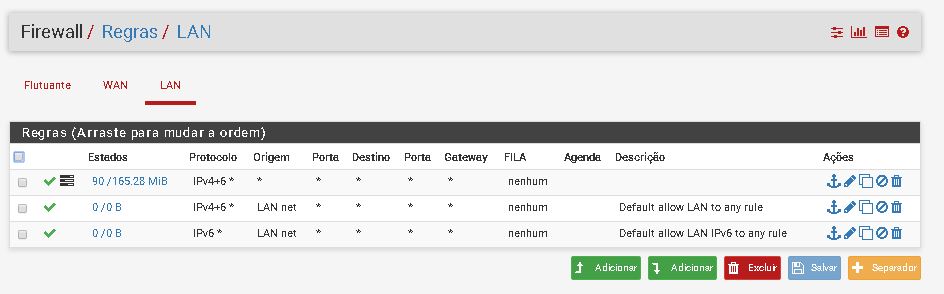 Firewall / Regras / LAN
Flutuante WAN LAN
Regras (Arraste para mudar a ordem)
Estados Protocolo Origem Porta Destino Porta Gateway FILA Agenda Descrição Ações
90 /165.28 MiB IPv4+6 * * * * * * nenhum
0 /0 B IPv4+6 * LAN net * * * * nenhum Default allow LAN to any rule
0 /0 B IPv6 * LAN net * * * * nenhum Default allow LAN IPv6 to any rule
Adicionar Adicionar Excluir Salvar Separador